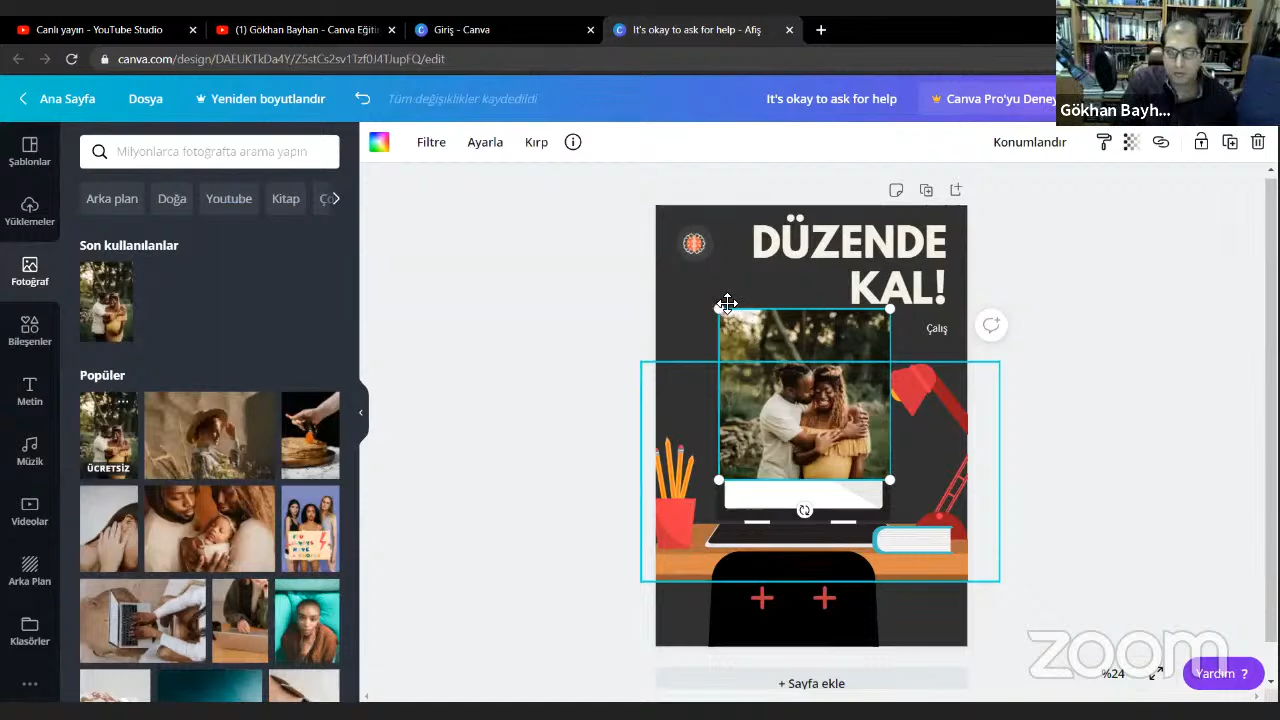 Canlı yayın - YouTube Studio
(1) Gökhan Bayhan - Canva Eğiti
Giriş - Canva
It's okay to ask for help - Afiş
canva.com/design/DAEUKTkDa4Y/Z5stCs2sv1Tzf0J4TJupFQ/edit
Ana Sayfa
Dosya
Yeniden boyutlandır
Tüm değişiklikler kaydedildi
It's okay to ask for help
Canva Pro'yu Deney
Gökhan Bayh...
Şablonlar
Yüklemeler
Fotoğraf
Bileşenler
Metin
Müzik
Videolar
Arka Plan
Klasörler
Milyonlarca fotoğrafta arama yapın
Arka plan
Doğa
Youtube
Kitap
Ço
Son kullanılanlar
Popüler
ÜCRETSİZ
Filtre
Ayarla
Kırp
Konumlandır
DÜZENDE
KAL!
Çalış
+ Sayfa ekle
zoom
%24
Yardım ?